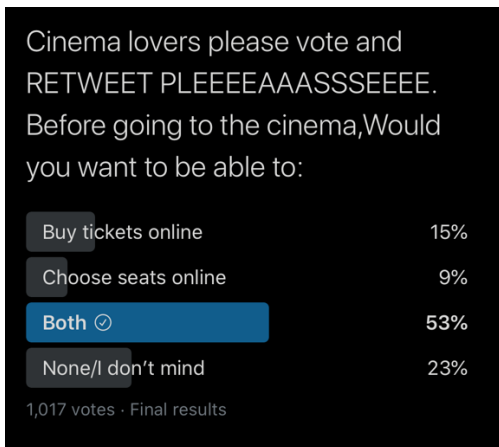 Cinema lovers please vote and
RETWEET PLEEEEAAASSSEEEE.
Before going to the cinema,Would
you want to be able to:
Buy tickets online 15%
Choose seats online 9%
Both 53%
None/I don’t mind 23%
1,017 votes · Final results